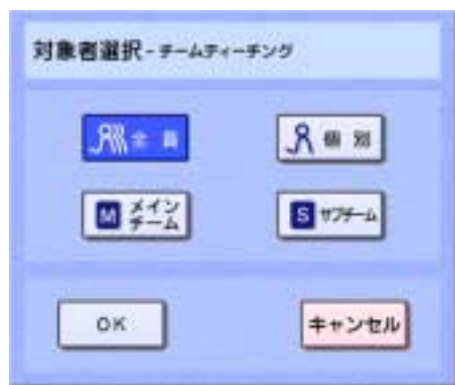 対象者選択 - チームティーチング
全員
個別
M メイン
チーム
S サブチーム
OK
キャンセル